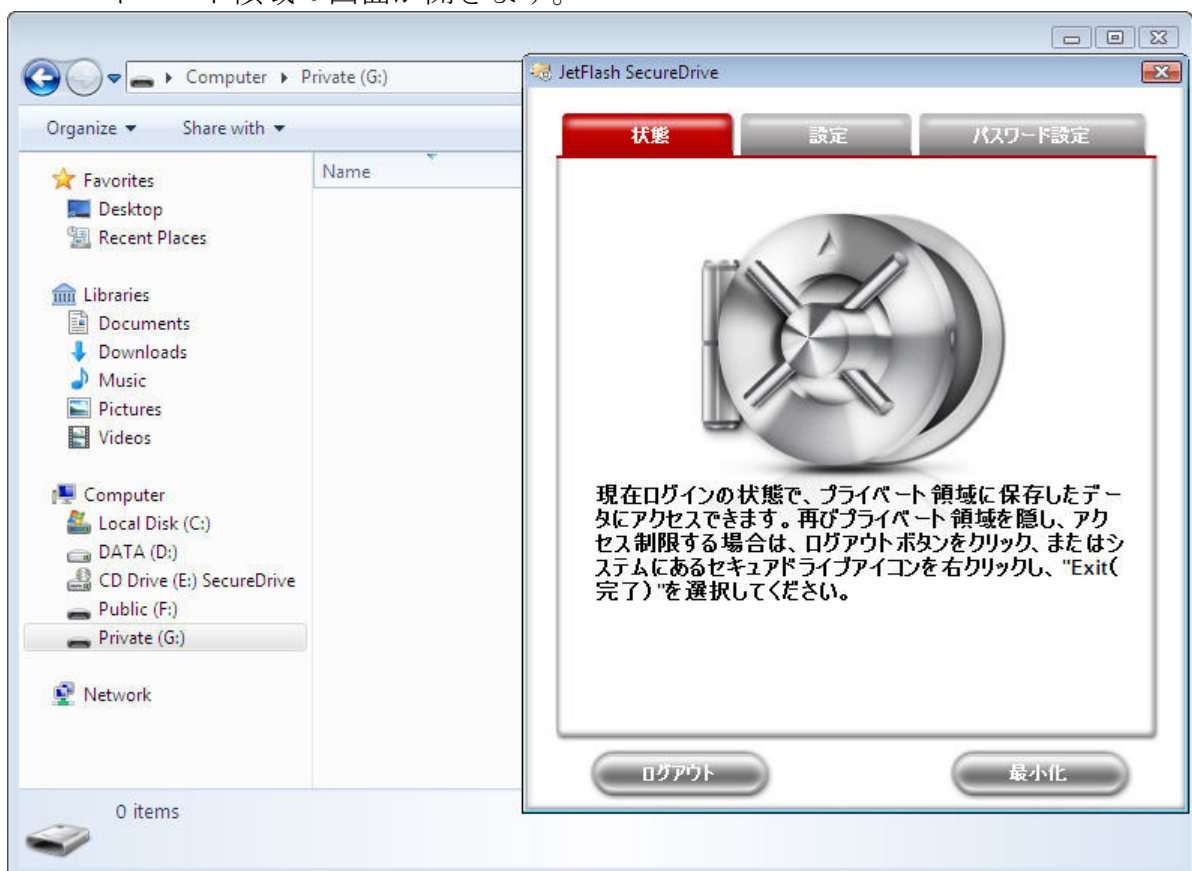 Computer ▸ Private (G:)
Organize ▼ Share with ▼
Name
Favorites
Desktop
Recent Places
Libraries
Documents
Downloads
Music
Pictures
Videos
Computer
Local Disk (C:)
DATA (D:)
CD Drive (E:) SecureDrive
Public (F:)
Private (G:)
Network
0 items
JetFlash SecureDrive
状態 設定 パスワード設定
現在ログインの状態で、プライベート領域に保存したデー
タにアクセスできます。再びプライベート領域を隠し、アク
セス制限する場合は、ログアウトボタンをクリック、またはシ
ステムにあるセキュアドライブアイコンを右クリックし、"Exit(
完了)"を選択してください。
ログアウト 最小化